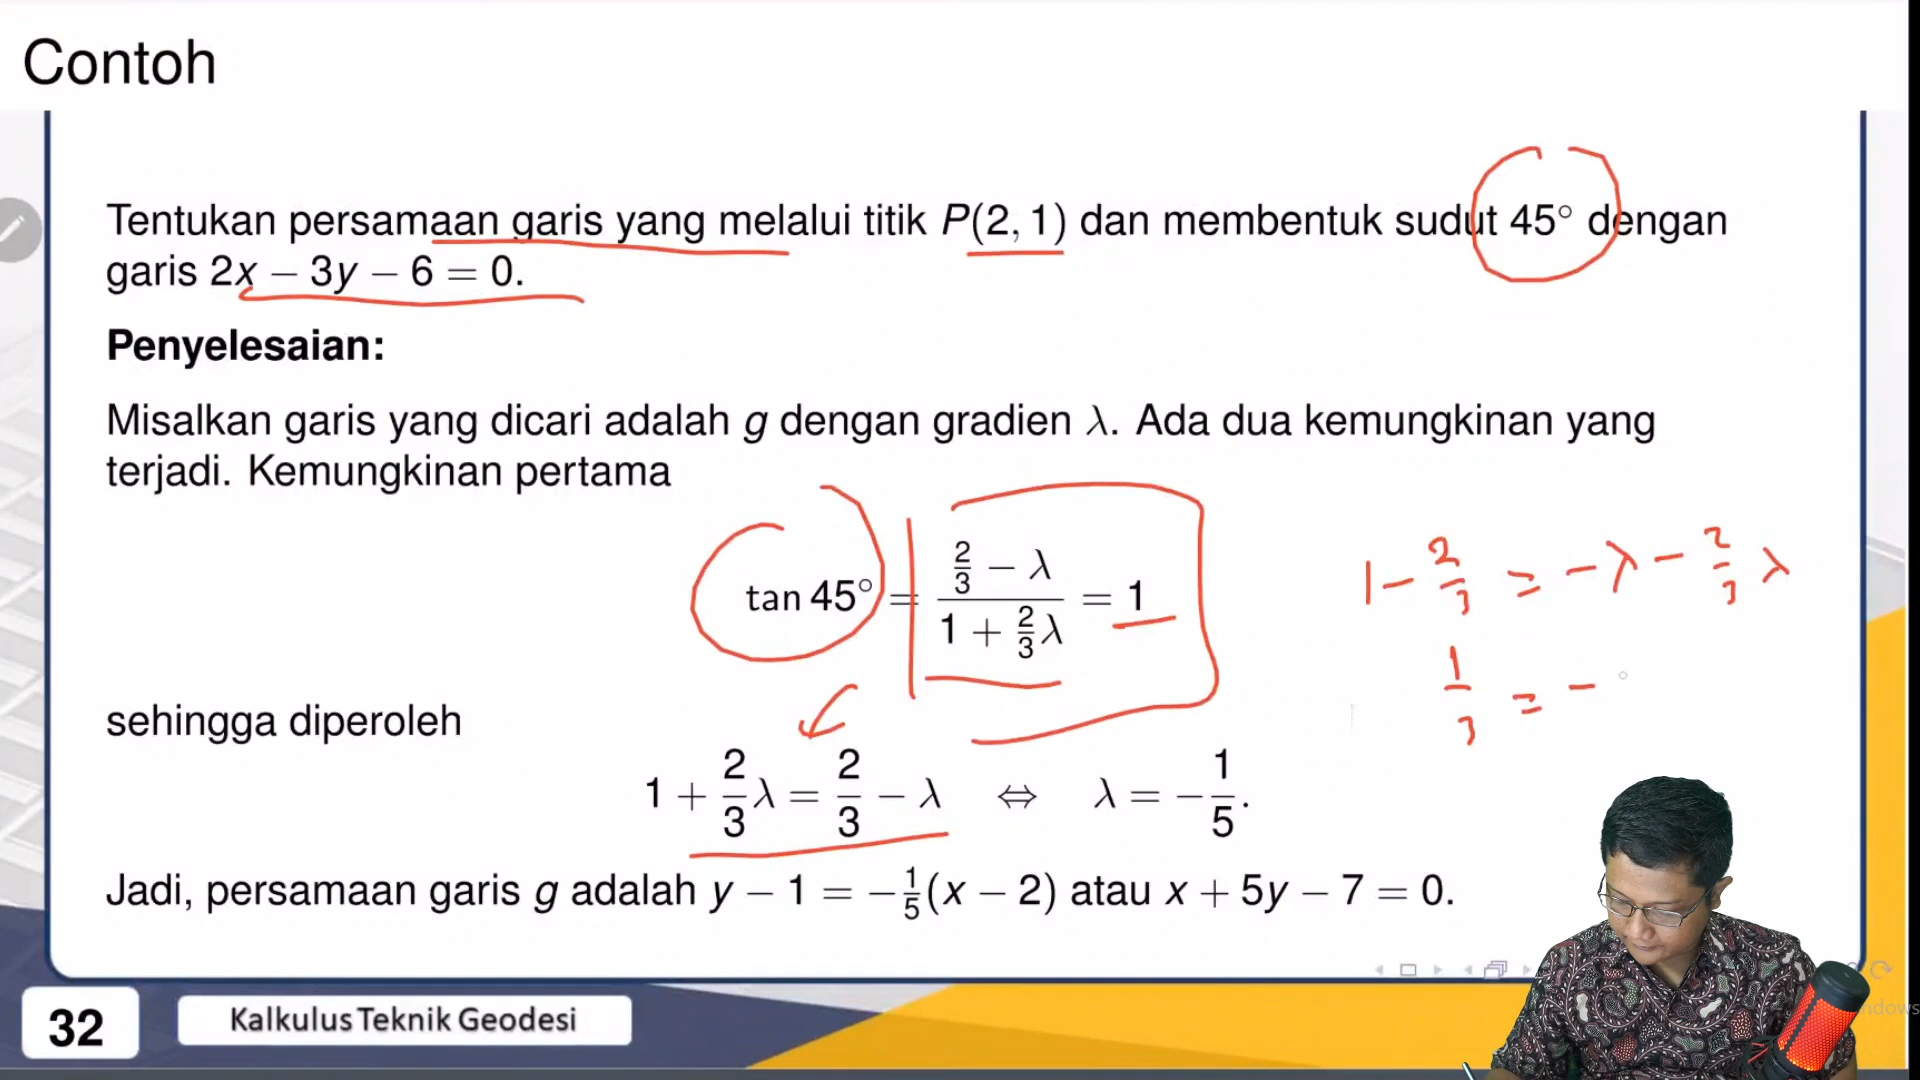 Contoh
Tentukan persamaan garis yang melalui titik P(2, 1) dan membentuk sudut 45° dengan
garis 2x − 3y − 6 = 0.
Penyelesaian:
Misalkan garis yang dicari adalah g dengan gradien λ. Ada dua kemungkinan yang
terjadi. Kemungkinan pertama
tan 45° = (2/3 − λ)/(1 + 2/3 λ) = 1
1 − 2/3 = −λ − 2/3 λ
1/3 = −
sehingga diperoleh
1 + 2/3 λ = 2/3 − λ ⇔ λ = −1/5.
Jadi, persamaan garis g adalah y − 1 = −1/5(x − 2) atau x + 5y − 7 = 0.
32
Kalkulus Teknik Geodesi